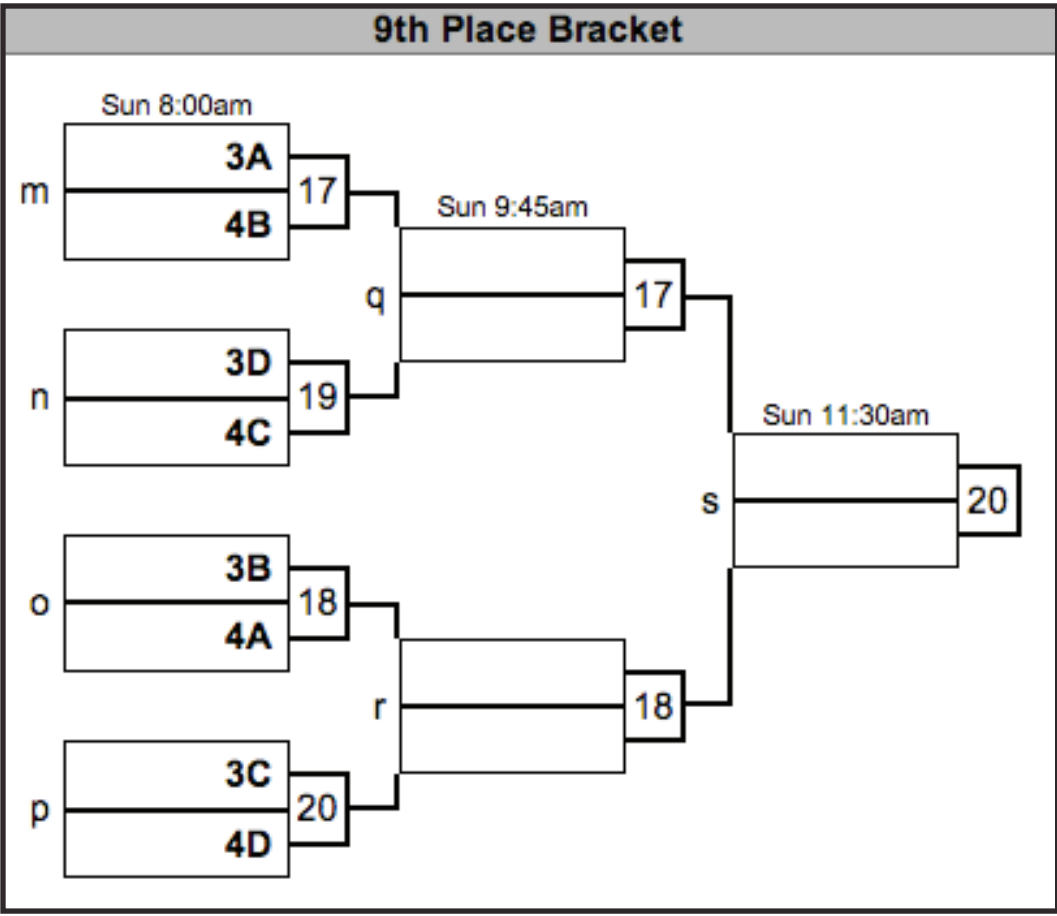 9th Place Bracket
Sun 8:00am
3A
m
17
4B
Sun 9:45am
q
17
3D
n
19
4C
Sun 11:30am
s
20
3B
o
18
4A
r
18
3C
p
20
4D